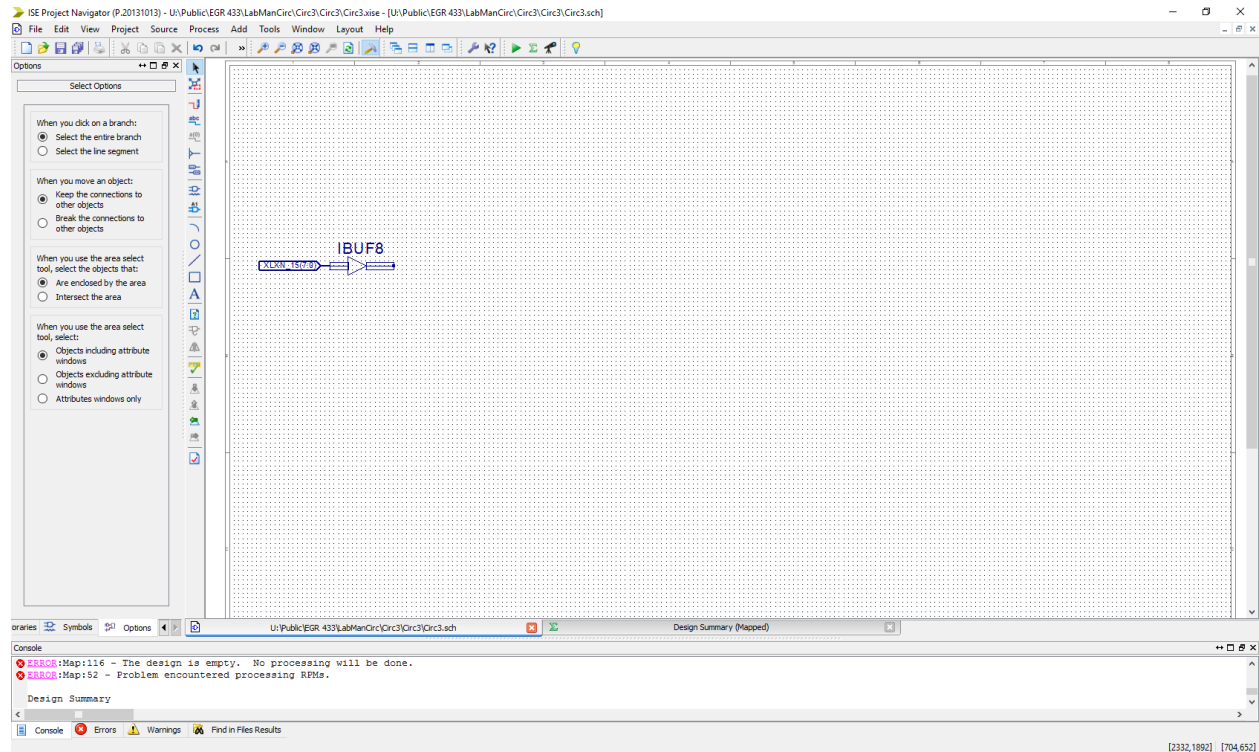 ISE Project Navigator (P.20131013) - U:\Public\EGR 433\LabManCirc\Circ3\Circ3\Circ3.xise - [U:\Public\EGR 433\LabManCirc\Circ3\Circ3\Circ3.sch]
File Edit View Project Source Process Add Tools Window Layout Help
Options
Select Options
When you click on a branch:
Select the entire branch
Select the line segment
When you move an object:
Keep the connections to
other objects
Break the connections to
other objects
When you use the area select
tool, select the objects that:
Are enclosed by the area
Intersect the area
When you use the area select
tool, select:
Objects including attribute
windows
Objects excluding attribute
windows
Attributes windows only
IBUF8
XLXN_15(7:0)
oraries Symbols Options
U:\Public\EGR 433\LabManCirc\Circ3\Circ3\Circ3.sch
Design Summary (Mapped)
Console
ERROR:Map:116 - The design is empty. No processing will be done.
ERROR:Map:52 - Problem encountered processing RPMs.
Design Summary
Console Errors Warnings Find in Files Results
[2332,1892] [704,652]